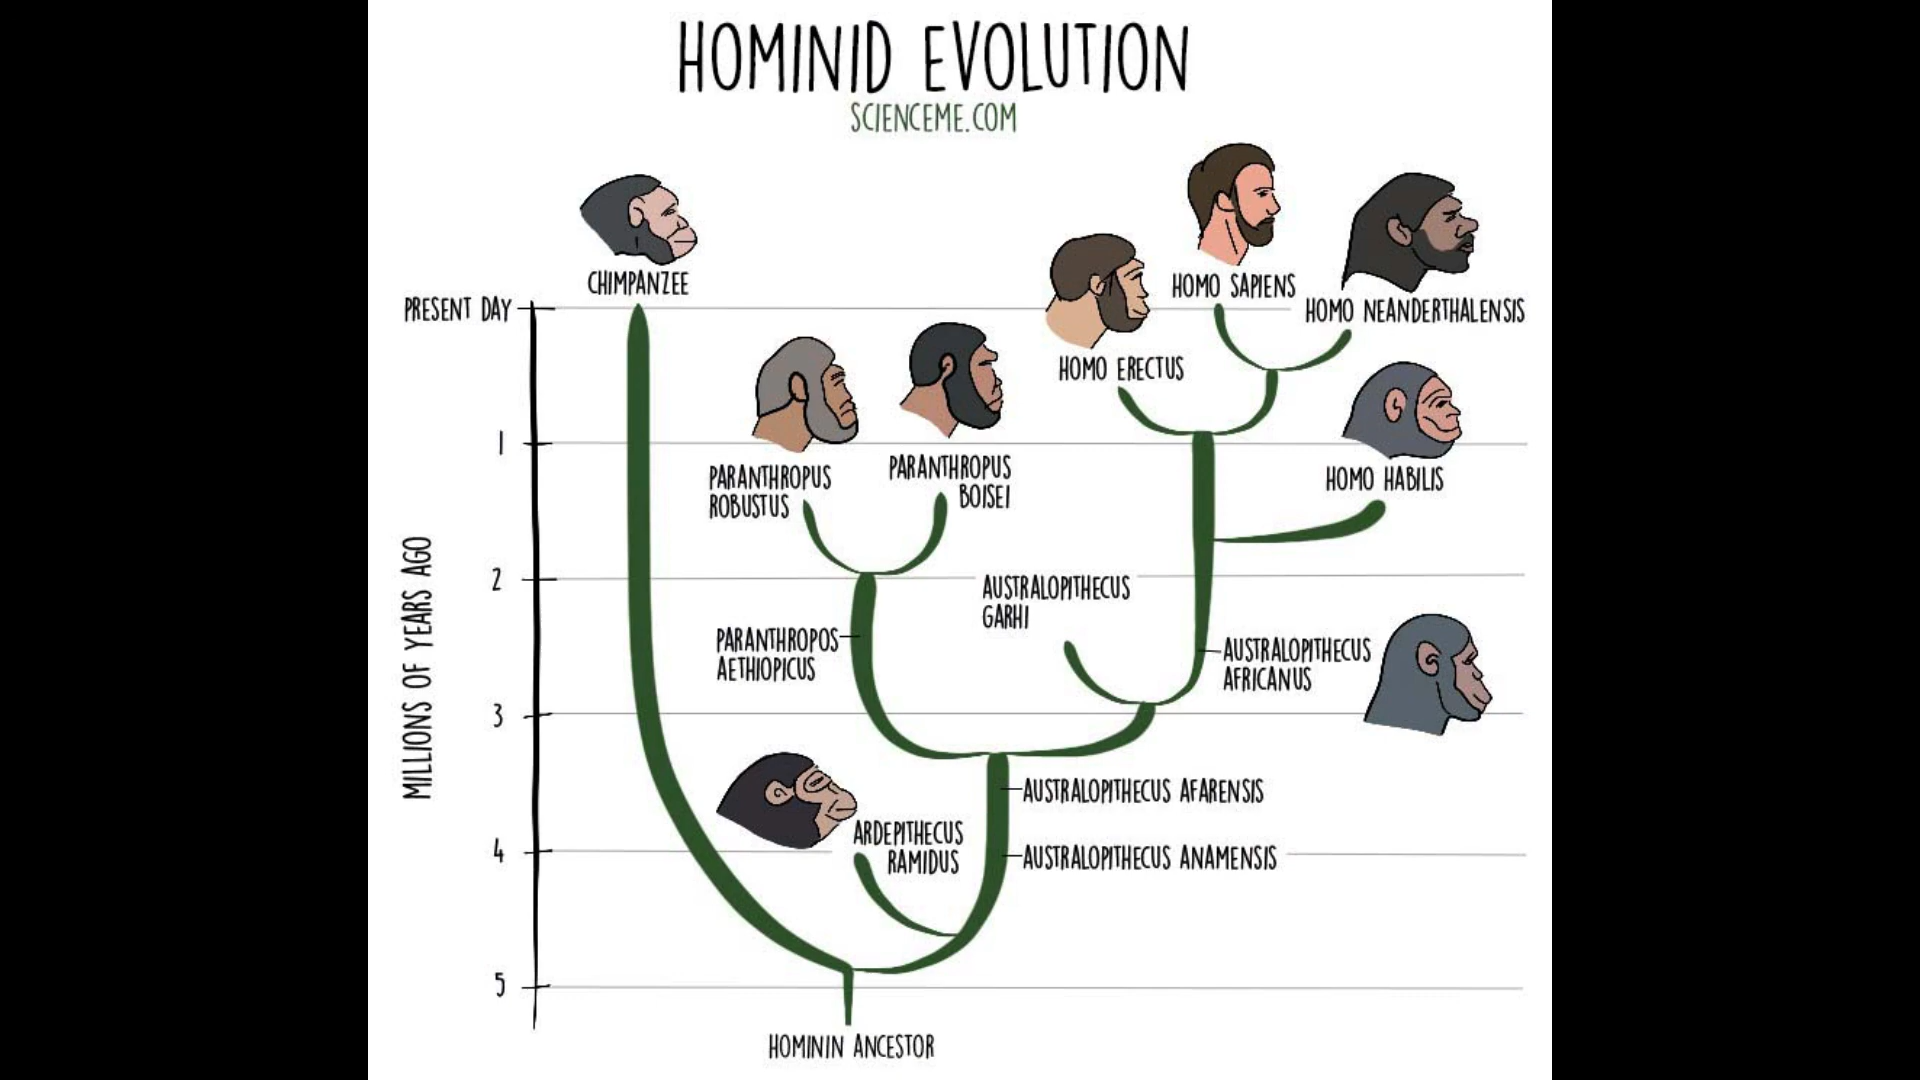 HOMINID EVOLUTION
SCIENCEME.COM
CHIMPANZEE
HOMO SAPIENS
PRESENT DAY
HOMO NEANDERTHALENSIS
HOMO ERECTUS
1
PARANTHROPUS
ROBUSTUS
PARANTHROPUS
BOISEI
HOMO HABILIS
MILLIONS OF YEARS AGO
2
AUSTRALOPITHECUS
GARHI
PARANTHROPOS
AETHIOPICUS
AUSTRALOPITHECUS
AFRICANUS
3
AUSTRALOPITHECUS AFARENSIS
ARDEPITHECUS
RAMIDUS
4
AUSTRALOPITHECUS ANAMENSIS
5
HOMININ ANCESTOR